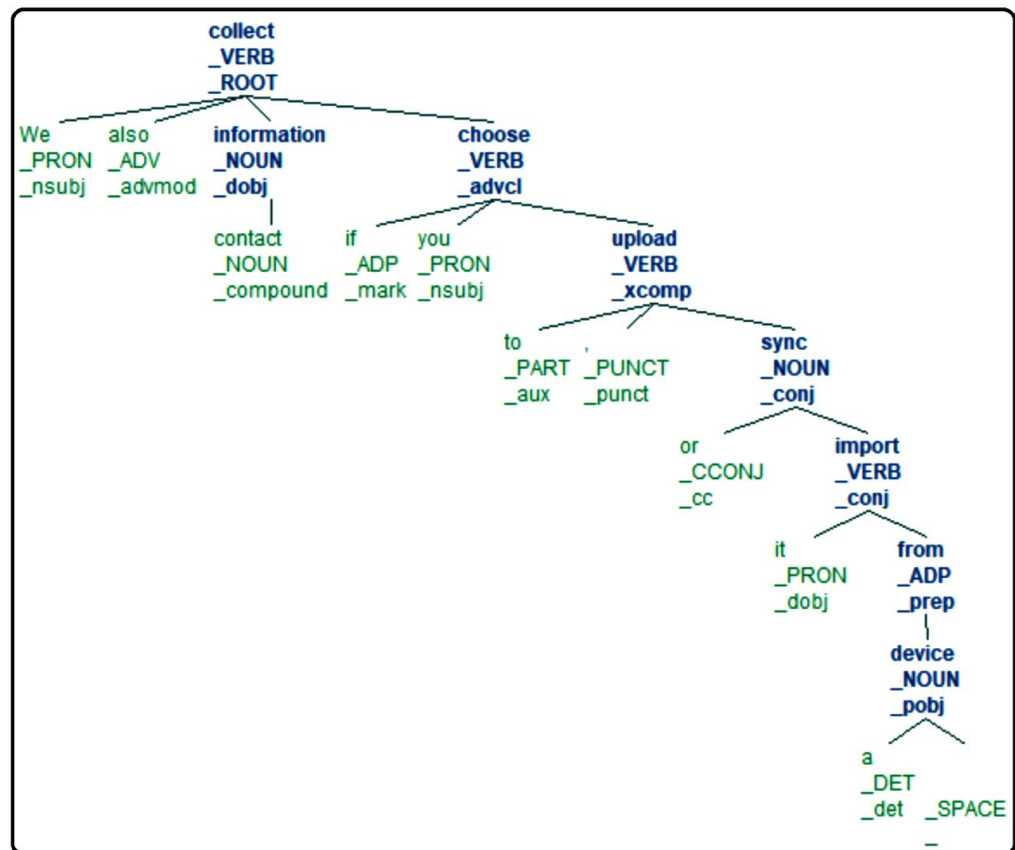 collect
_VERB
_ROOT
We also information choose
_PRON _ADV _NOUN _VERB
_nsubj _advmod _dobj _advcl
contact if you upload
_NOUN _ADP _PRON _VERB
_compound _mark _nsubj _xcomp
to , sync
_PART _PUNCT _NOUN
_aux _punct _conj
or import
_CCONJ _VERB
_cc _conj
it from
_PRON _ADP
_dobj _prep
device
_NOUN
_pobj
a
_DET
_det _SPACE
_